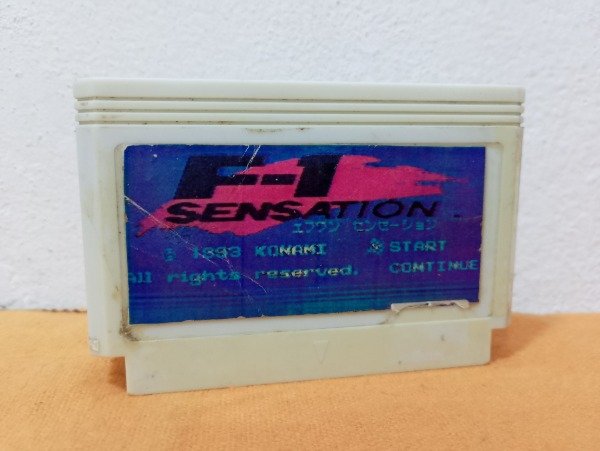 F-1
SENSATION
エフワン センセーション
© 1993 KONAMI START
All rights reserved. CONTINUE